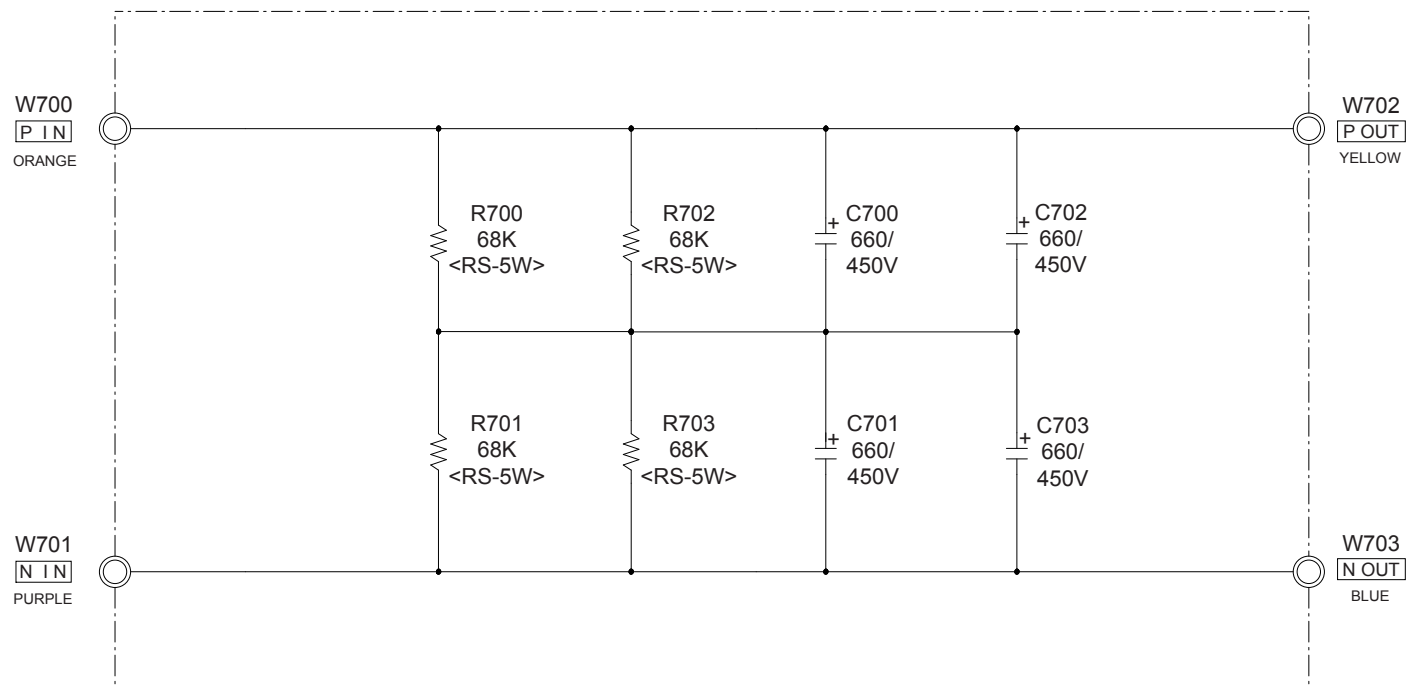 W700
P IN
ORANGE
W702
P OUT
YELLOW
R700
68K
<RS-5W>
R702
68K
<RS-5W>
C700
660/
450V
C702
660/
450V
+
+
R701
68K
<RS-5W>
R703
68K
<RS-5W>
C701
660/
450V
C703
660/
450V
+
+
W701
N IN
PURPLE
W703
N OUT
BLUE